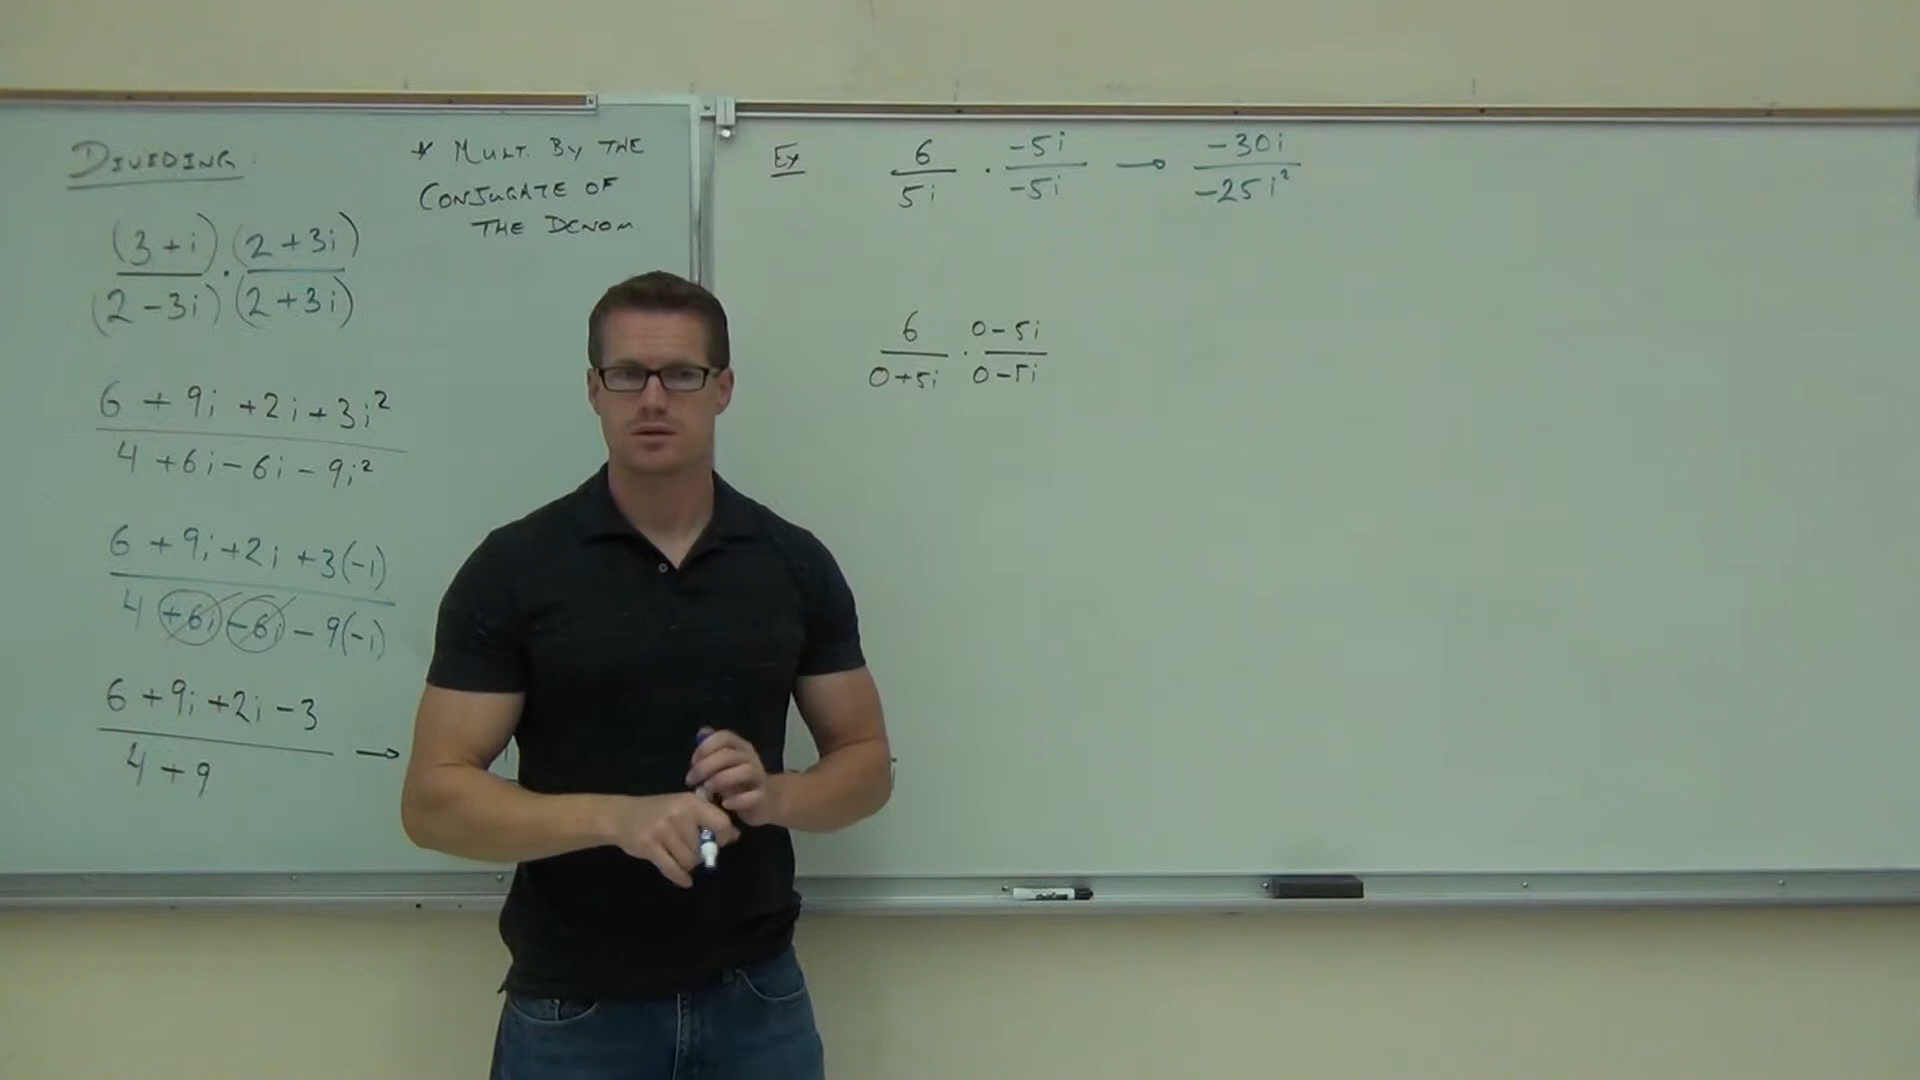 DIVIDING:
* MULT. BY THE
CONJUGATE OF
THE DENOM
(3 + i) (2 + 3i)
(2 - 3i) · (2 + 3i)
6 + 9i + 2i + 3i²
4 + 6i - 6i - 9i²
6 + 9i + 2i + 3(-1)
4 + 6i - 6i - 9(-1)
6 + 9i + 2i - 3
4 + 9 →
Ex
6/5i · -5i/-5i → -30i/-25i²
6/0+5i · 0-5i/0-5i